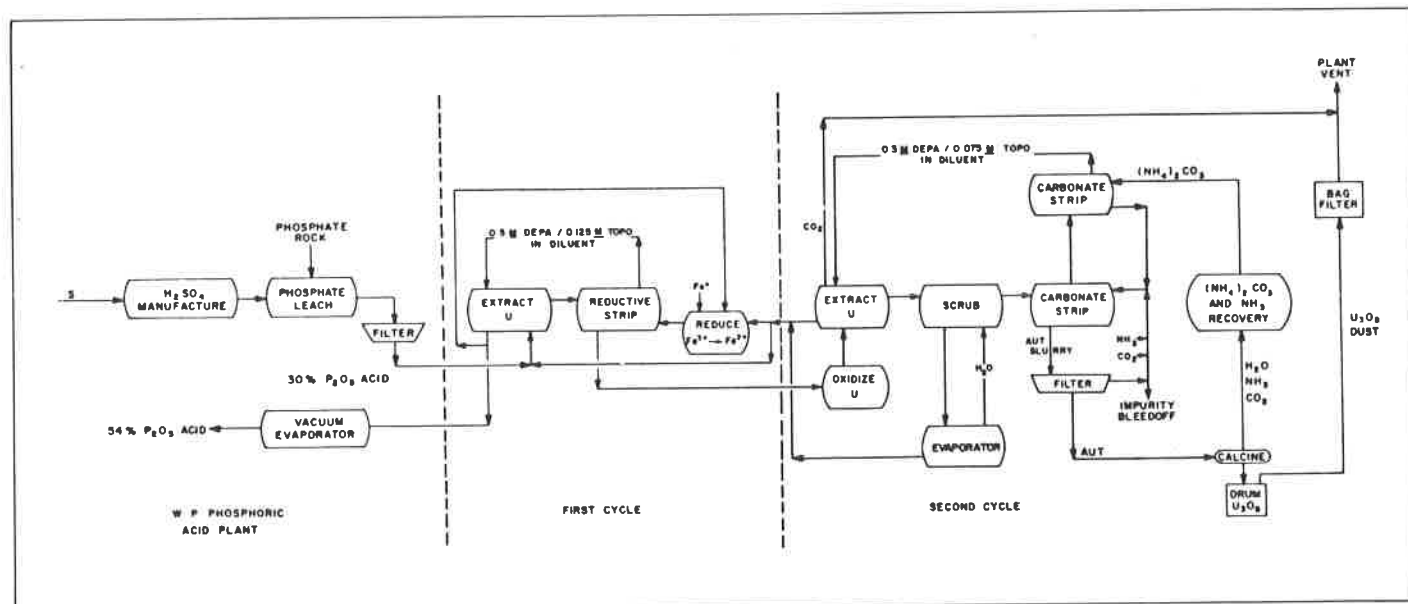 S
H₂SO₄
MANUFACTURE
PHOSPHATE
ROCK
PHOSPHATE
LEACH
FILTER
30% P₂O₅ ACID
54% P₂O₅ ACID
VACUUM
EVAPORATOR
W P PHOSPHORIC
ACID PLANT
0.5 M DEPA / 0.125 M TOPO
IN DILUENT
EXTRACT
U
REDUCTIVE
STRIP
Fe°
REDUCE
Fe³⁺→Fe²⁺
FIRST CYCLE
CO₂
0.3 M DEPA / 0.075 M TOPO
IN DILUENT
EXTRACT
U
OXIDIZE
U
SCRUB
H₂O
EVAPORATOR
CARBONATE
STRIP
CARBONATE
STRIP
AUT
SLURRY
FILTER
NH₃
CO₂
IMPURITY
BLEEDOFF
AUT
(NH₄)₂CO₃
(NH₄)₂CO₃
AND NH₃
RECOVERY
H₂O
NH₃
CO₂
CALCINE
DRUM
U₃O₈
PLANT
VENT
BAG
FILTER
U₃O₈
DUST
SECOND CYCLE